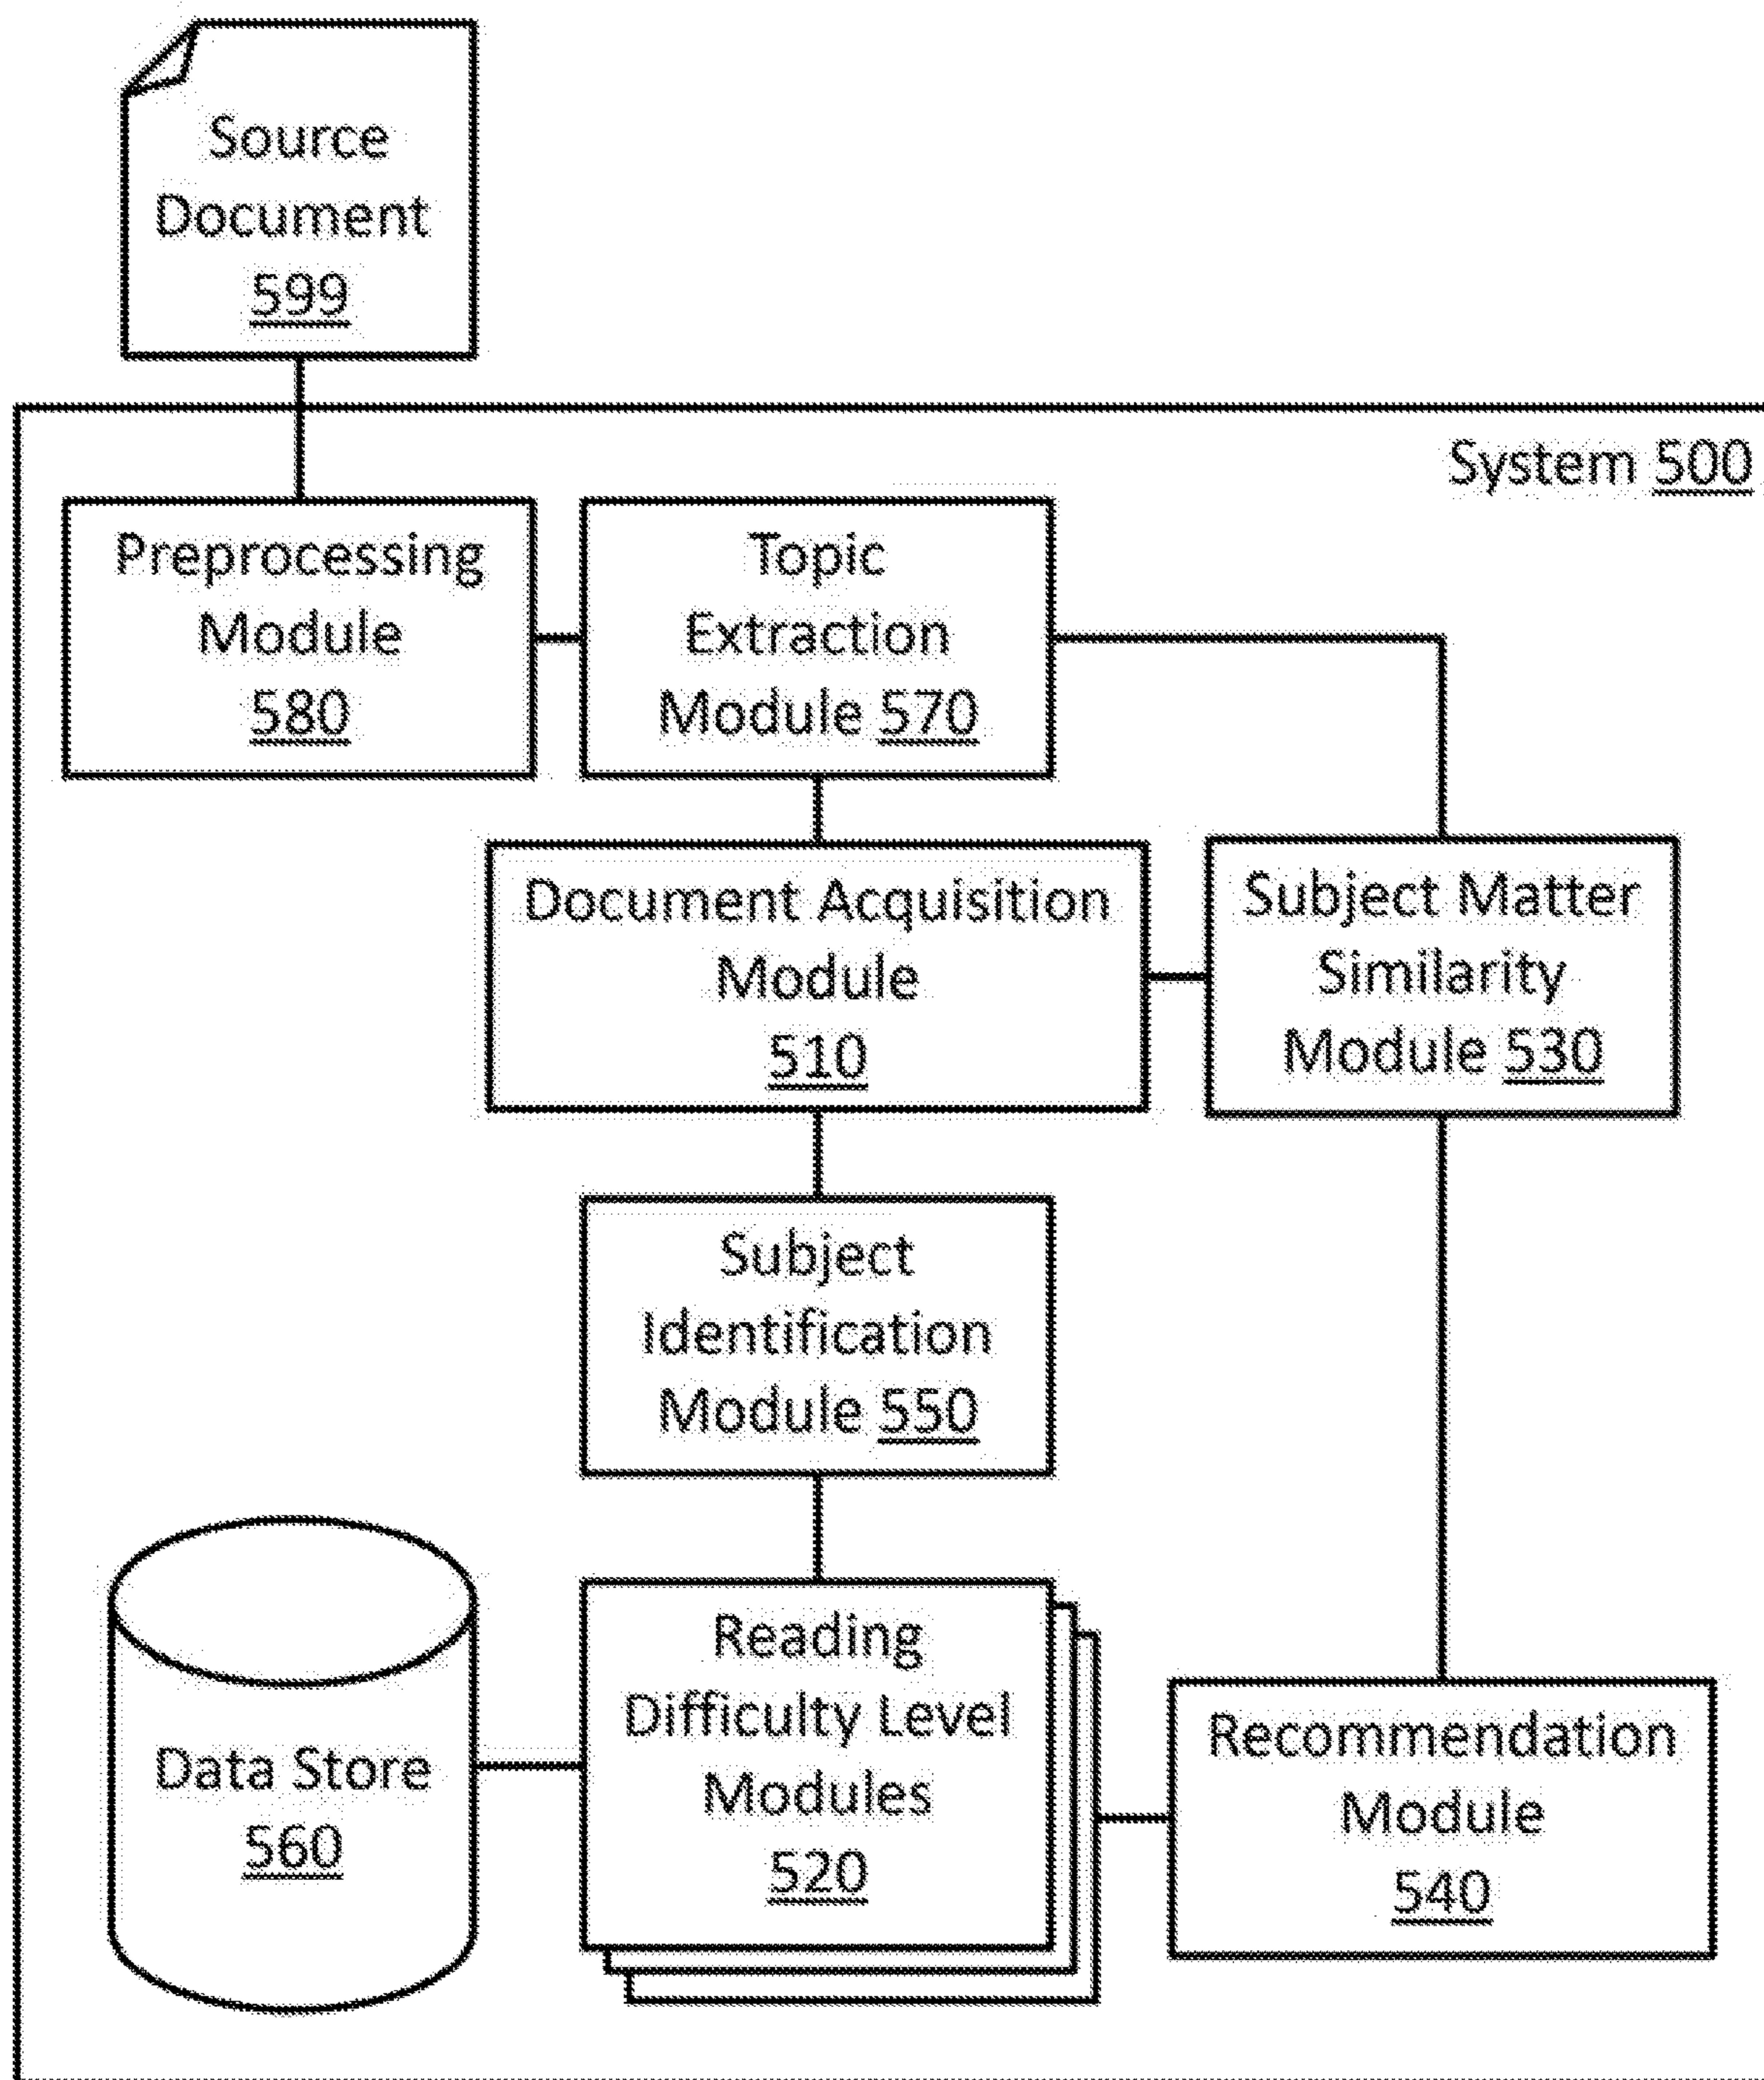 Source
Document
599
System 500
Preprocessing
Module
580
Topic
Extraction
Module 570
Document Acquisition
Module
510
Subject Matter
Similarity
Module 530
Subject
Identification
Module 550
Data Store
560
Reading
Difficulty Level
Modules
520
Recommendation
Module
540